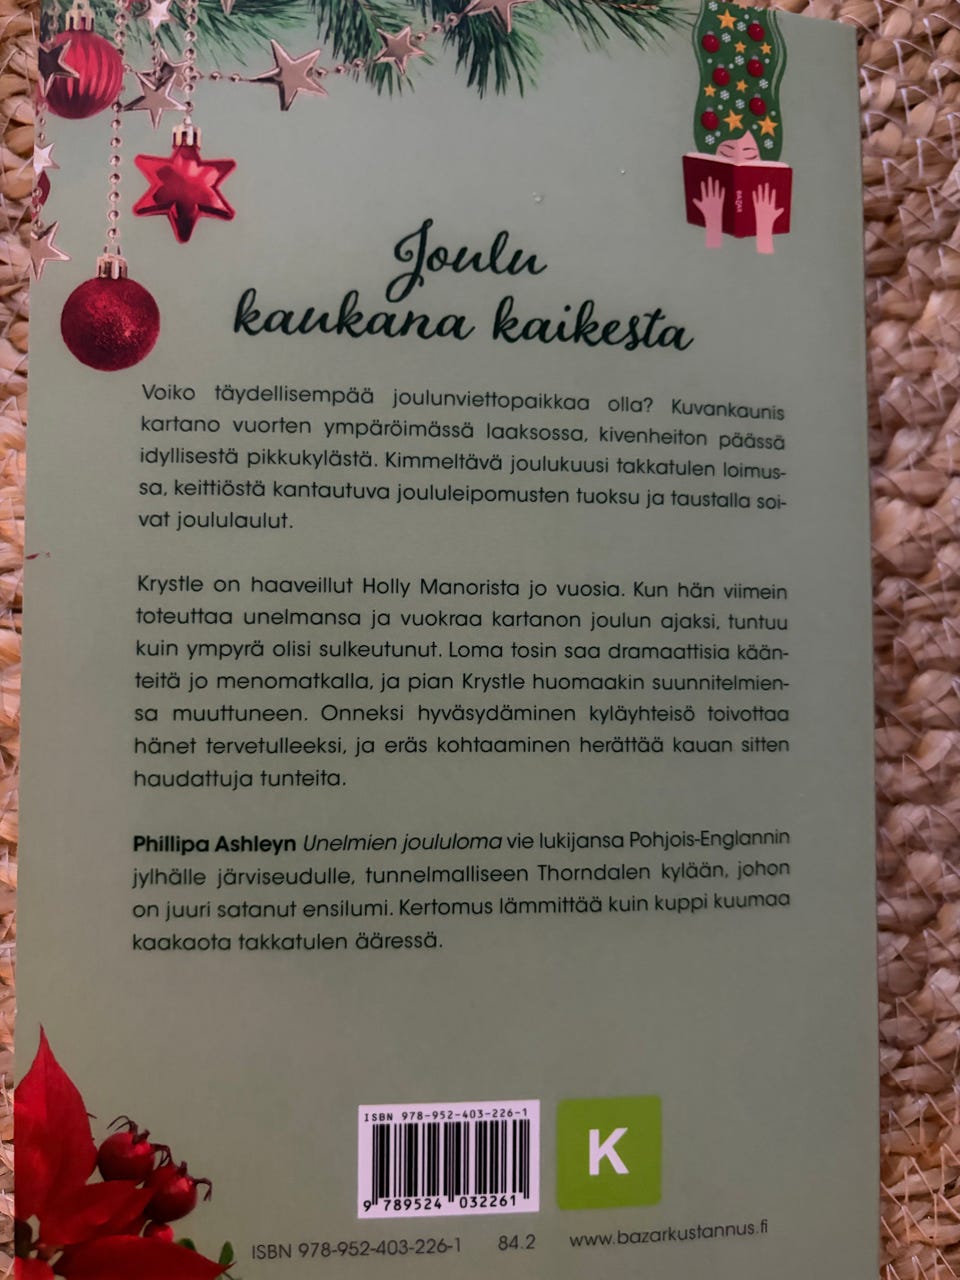 BAZAR
Joulu
kaukana kaikesta
Voiko täydellisempää joulunviettopaikkaa olla? Kuvankaunis
kartano vuorten ympäröimässä laaksossa, kivenheiton päässä
idyllisestä pikkukylästä. Kimmeltävä joulukuusi takkatulen loimus-
sa, keittiöstä kantautuva joululeipomusten tuoksu ja taustalla soi-
vat joululaulut.
Krystle on haaveillut Holly Manorista jo vuosia. Kun hän viimein
toteuttaa unelmansa ja vuokraa kartanon joulun ajaksi, tuntuu
kuin ympyrä olisi sulkeutunut. Loma tosin saa dramaattisia kään-
teitä jo menomatkalla, ja pian Krystle huomaakin suunnitelmien-
sa muuttuneen. Onneksi hyväsydäminen kyläyhteisö toivottaa
hänet tervetulleeksi, ja eräs kohtaaminen herättää kauan sitten
haudattuja tunteita.
Phillipa Ashleyn Unelmien joululoma vie lukijansa Pohjois-Englannin
jylhälle järviseudulle, tunnelmalliseen Thorndalen kylään, johon
on juuri satanut ensilumi. Kertomus lämmittää kuin kuppi kuumaa
kaakaota takkatulen ääressä.
ISBN 978-952-403-226-1
9 789524 032261
K
ISBN 978-952-403-226-1 84.2 www.bazarkustannus.fi